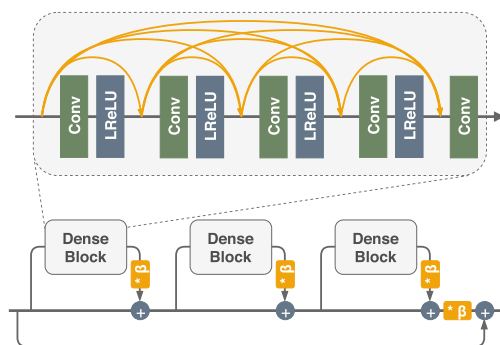 Conv
LReLU
Conv
LReLU
Conv
LReLU
Conv
LReLU
Conv
Dense
Block
Dense
Block
Dense
Block
* β
* β
* β
+
+
+
* β
+